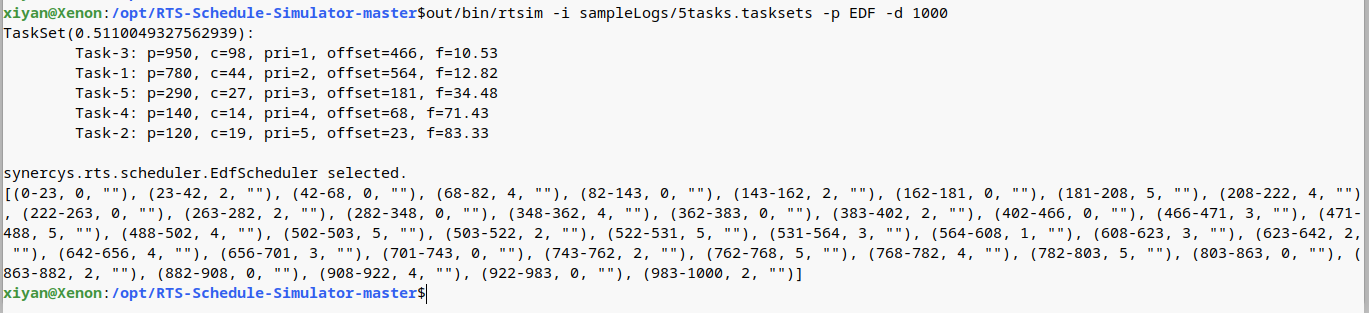 xiyan@Xenon:/opt/RTS-Schedule-Simulator-master$out/bin/rtsim -i sampleLogs/5tasks.tasksets -p EDF -d 1000
TaskSet(0.5110049327562939):
        Task-3: p=950, c=98, pri=1, offset=466, f=10.53
        Task-1: p=780, c=44, pri=2, offset=564, f=12.82
        Task-5: p=290, c=27, pri=3, offset=181, f=34.48
        Task-4: p=140, c=14, pri=4, offset=68, f=71.43
        Task-2: p=120, c=19, pri=5, offset=23, f=83.33

synercys.rts.scheduler.EdfScheduler selected.
[(0-23, 0, ""), (23-42, 2, ""), (42-68, 0, ""), (68-82, 4, ""), (82-143, 0, ""), (143-162, 2, ""), (162-181, 0, ""), (181-208, 5, ""), (208-222, 4, "")
, (222-263, 0, ""), (263-282, 2, ""), (282-348, 0, ""), (348-362, 4, ""), (362-383, 0, ""), (383-402, 2, ""), (402-466, 0, ""), (466-471, 3, ""), (471-
488, 5, ""), (488-502, 4, ""), (502-503, 5, ""), (503-522, 2, ""), (522-531, 5, ""), (531-564, 3, ""), (564-608, 1, ""), (608-623, 3, ""), (623-642, 2,
 ""), (642-656, 4, ""), (656-701, 3, ""), (701-743, 0, ""), (743-762, 2, ""), (762-768, 5, ""), (768-782, 4, ""), (782-803, 5, ""), (803-863, 0, ""), (
863-882, 2, ""), (882-908, 0, ""), (908-922, 4, ""), (922-983, 0, ""), (983-1000, 2, "")]
xiyan@Xenon:/opt/RTS-Schedule-Simulator-master$